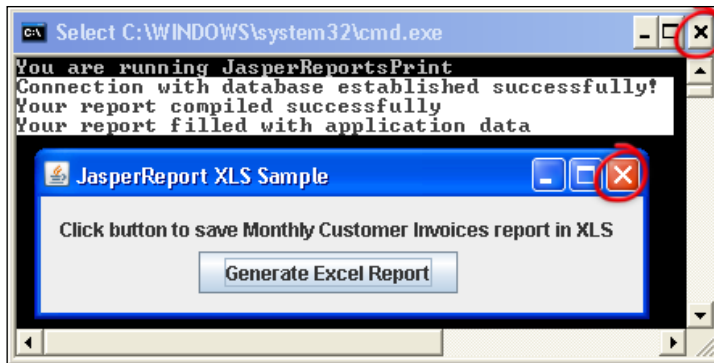 Select C:\WINDOWS\system32\cmd.exe
You are running JasperReportsPrint
Connection with database established successfully!
Your report compiled successfully
Your report filled with application data
JasperReport XLS Sample
Click button to save Monthly Customer Invoices report in XLS
Generate Excel Report